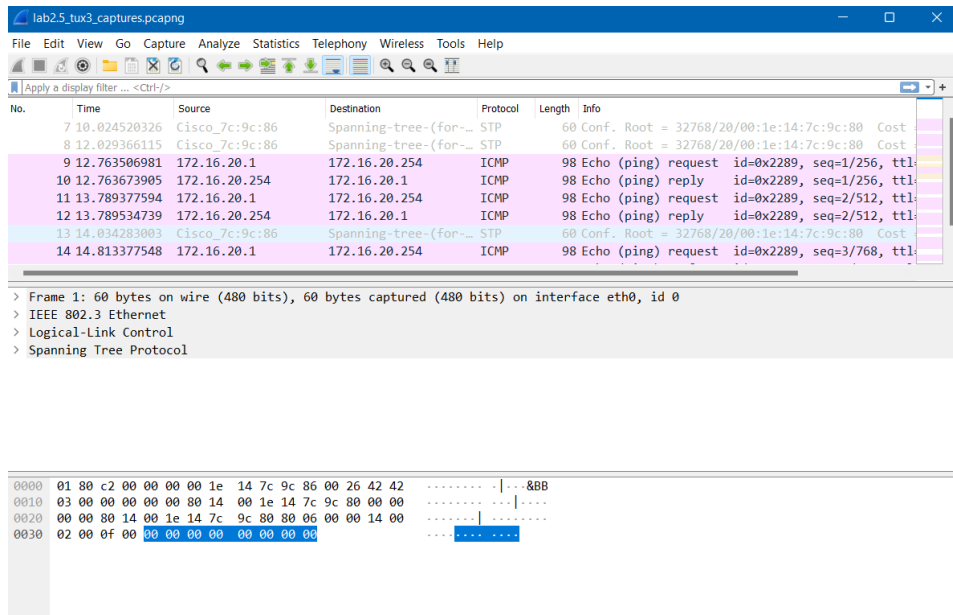 lab2.5_tux3_captures.pcapng
File Edit View Go Capture Analyze Statistics Telephony Wireless Tools Help
Apply a display filter ... <Ctrl-/>
No. Time Source Destination Protocol Length Info
7 10.024520326 Cisco_7c:9c:86 Spanning-tree-(for-… STP 60 Conf. Root = 32768/20/00:1e:14:7c:9c:80 Cost
8 12.029366115 Cisco_7c:9c:86 Spanning-tree-(for-… STP 60 Conf. Root = 32768/20/00:1e:14:7c:9c:80 Cost
9 12.763506981 172.16.20.1 172.16.20.254 ICMP 98 Echo (ping) request id=0x2289, seq=1/256, ttl=
10 12.763673905 172.16.20.254 172.16.20.1 ICMP 98 Echo (ping) reply id=0x2289, seq=1/256, ttl=
11 13.789377594 172.16.20.1 172.16.20.254 ICMP 98 Echo (ping) request id=0x2289, seq=2/512, ttl=
12 13.789534739 172.16.20.254 172.16.20.1 ICMP 98 Echo (ping) reply id=0x2289, seq=2/512, ttl=
13 14.034283003 Cisco_7c:9c:86 Spanning-tree-(for-… STP 60 Conf. Root = 32768/20/00:1e:14:7c:9c:80 Cost
14 14.813377548 172.16.20.1 172.16.20.254 ICMP 98 Echo (ping) request id=0x2289, seq=3/768, ttl=
> Frame 1: 60 bytes on wire (480 bits), 60 bytes captured (480 bits) on interface eth0, id 0
> IEEE 802.3 Ethernet
> Logical-Link Control
> Spanning Tree Protocol
0000 01 80 c2 00 00 00 00 1e 14 7c 9c 86 00 26 42 42 ········ ·|···&BB
0010 03 00 00 00 00 00 80 14 00 1e 14 7c 9c 80 00 00 ········ ···|····
0020 00 00 80 14 00 1e 14 7c 9c 80 80 06 00 00 14 00 ·······| ········
0030 02 00 0f 00 00 00 00 00 00 00 00 00 ········ ····